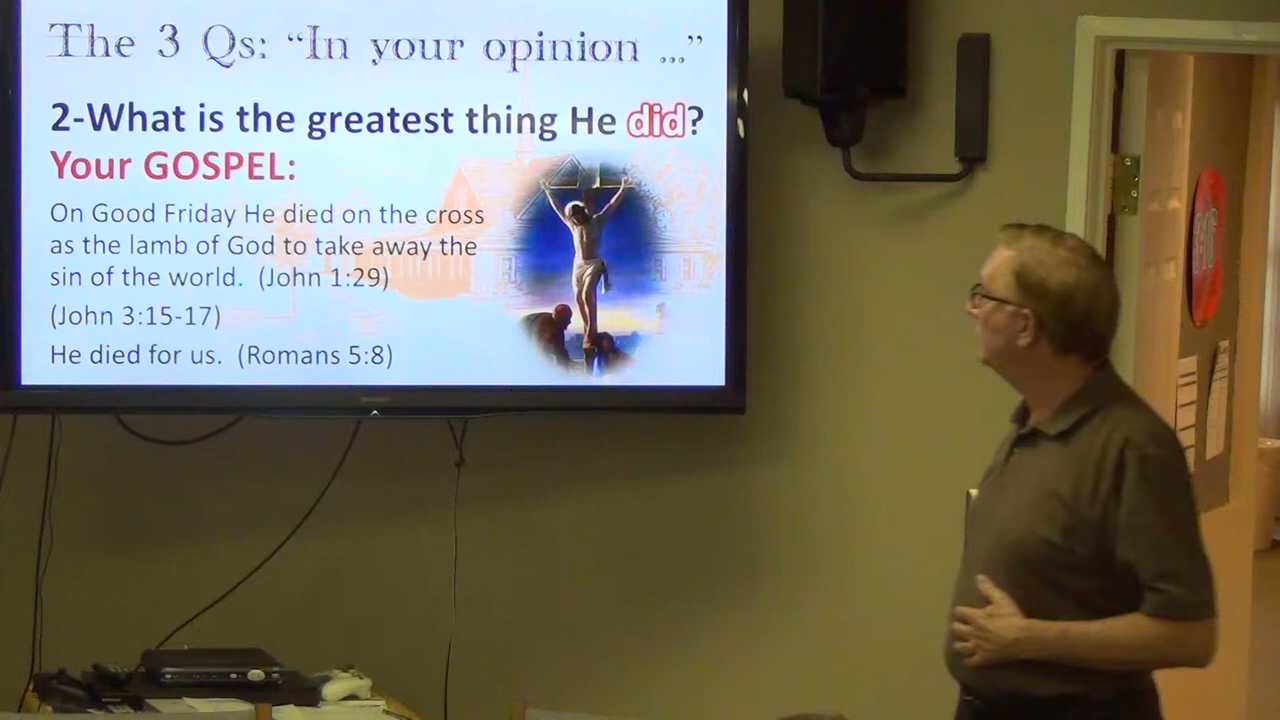 The 3 Qs: “In your opinion ...”
2-What is the greatest thing He did?
Your GOSPEL:
On Good Friday He died on the cross
as the lamb of God to take away the
sin of the world. (John 1:29)
(John 3:15-17)
He died for us. (Romans 5:8)